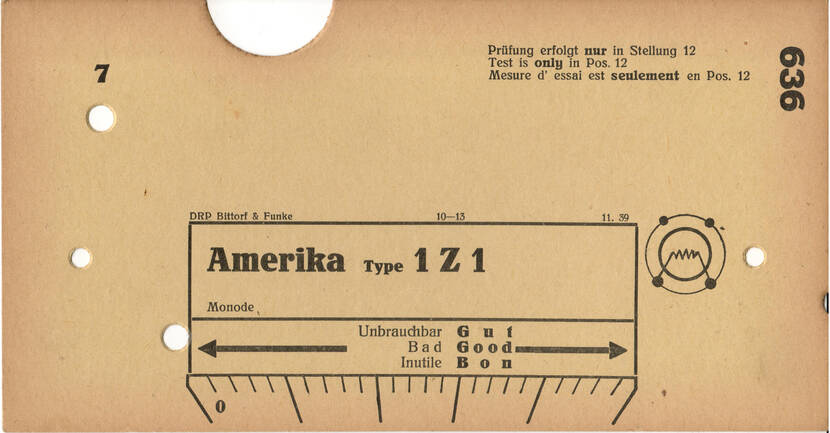 7
Prüfung erfolgt nur in Stellung 12
Test is only in Pos. 12
Mesure d' essai est seulement en Pos. 12
636
DRP Bittorf & Funke 10—13 11. 39
Amerika Type 1 Z 1
Monode
Unbrauchbar Gut
Bad Good
Inutile Bon
0